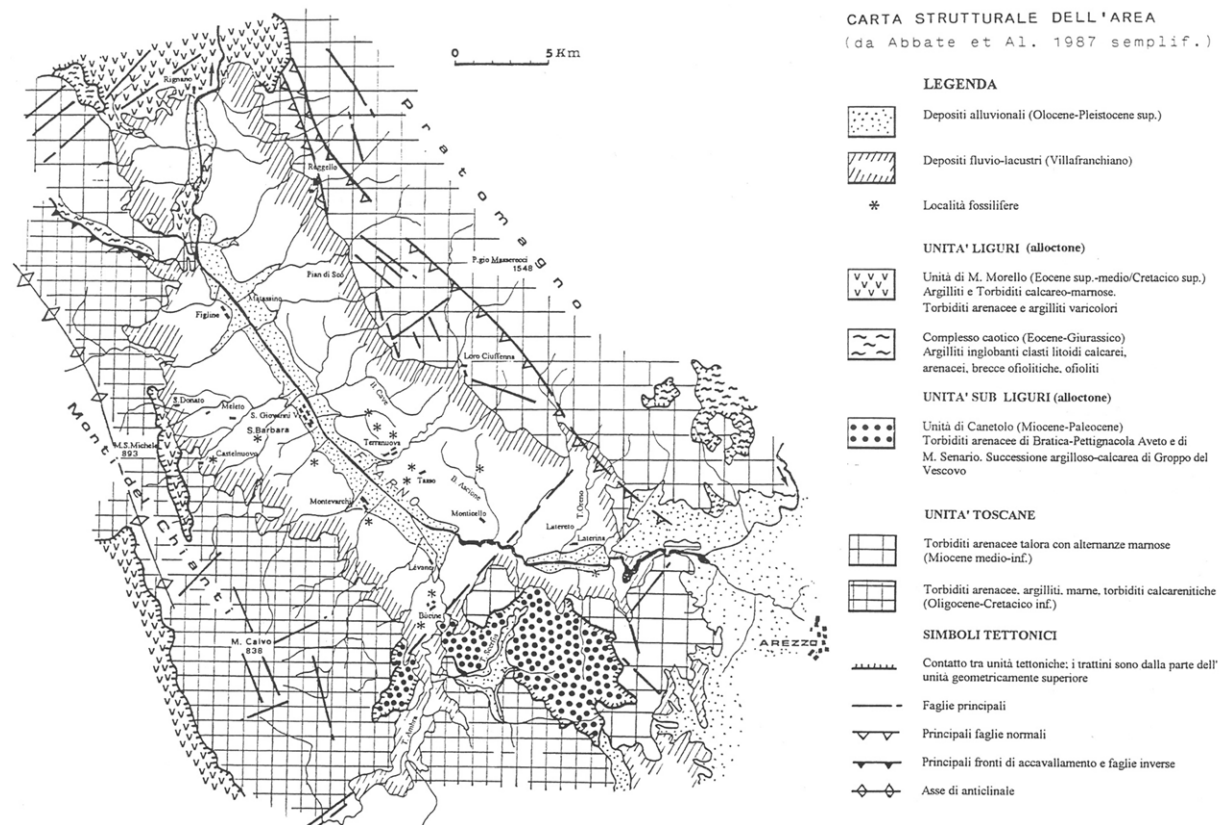 CARTA STRUTTURALE DELL'AREA
(da Abbate et Al. 1987 semplif.)
LEGENDA
Depositi alluvionali (Olocene-Pleistocene sup.)
Depositi fluvio-lacustri (Villafranchiano)
Località fossilifere
UNITA' LIGURI (alloctone)
Unità di M. Morello (Eocene sup.-medio/Cretacico sup.)
Argilliti e Torbiditi calcareo-marnose.
Torbiditi arenacee e argilliti varicolori
Complesso caotico (Eocene-Giurassico)
Argilliti inglobanti clasti litoidi calcarei,
arenacei, brecce ofiolitiche, ofioliti
UNITA' SUB LIGURI (alloctone)
Unità di Canetolo (Miocene-Paleocene)
Torbiditi arenacee di Bratica-Pettignacola Aveto e di
M. Senario. Successione argilloso-calcarea di Groppo del
Vescovo
UNITA' TOSCANE
Torbiditi arenacee talora con alternanze marnose
(Miocene medio-inf.)
Torbiditi arenacee, argilliti, marne, torbiditi calcarenitiche
(Oligocene-Cretacico inf.)
SIMBOLI TETTONICI
Contatto tra unità tettoniche; i trattini sono dalla parte dell'
unità geometricamente superiore
Faglie principali
Principali faglie normali
Principali fronti di accavallamento e faglie inverse
Asse di anticlinale
0 5 Km
Rignano
Pratomagno
Reggello
P.gio Masserecci
1548
Pian di Scò
Matassino
Figline
Loro Ciuffenna
S.Donato
Meleto
S. Giovanni V.
S.Barbara
Terranuova
M.S.Michele
893
Castelnuovo
Monti del Chianti
ARNO
Tasso
B. Ascione
Montevarchi
Monticello
T. Oreno
Latereto
Laterina
Levane
Bucine
M. Calvo
838
AREZZO
T. Ambra